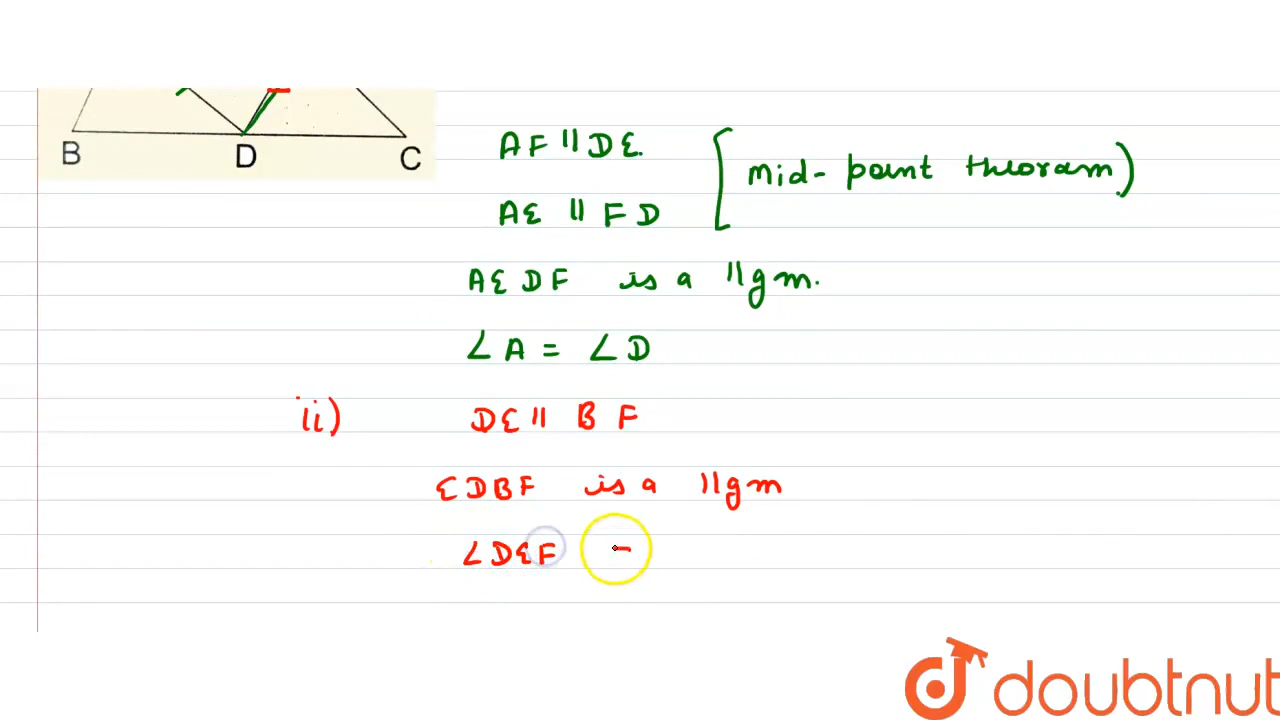 B D C
AF || DE.
[mid-point theoram)
AE || FD
AEDF is a ||gm.
∠A = ∠D
ii) DE || BF
EDBF is a ||gm
∠DEF =
doubtnut